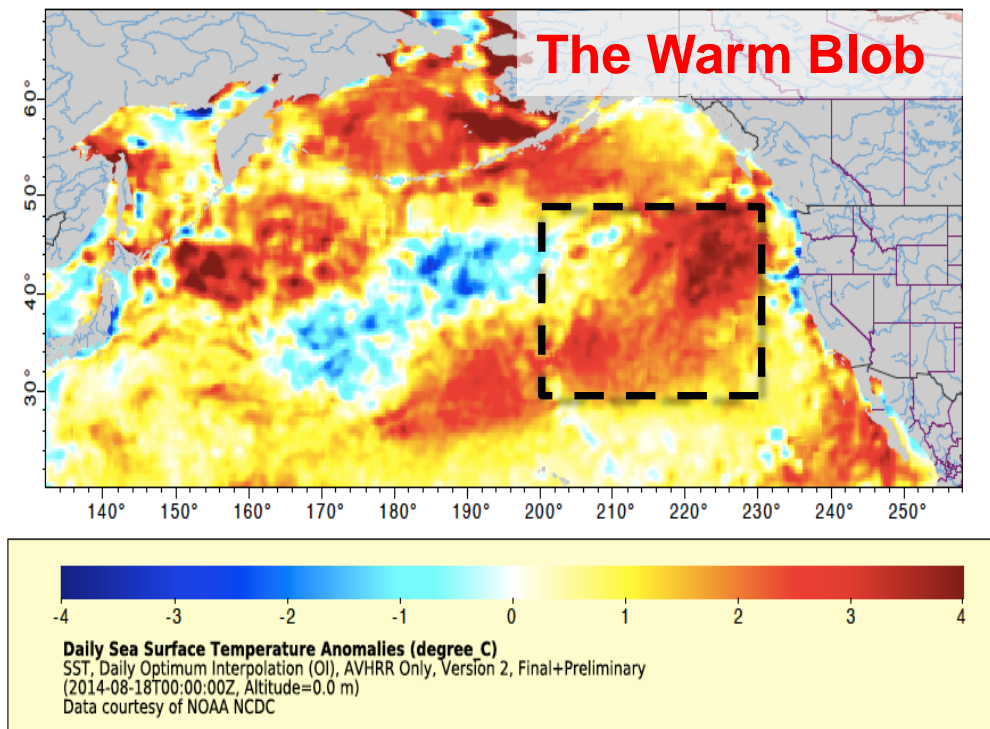 The Warm Blob
60°
50°
40°
30°
140° 150° 160° 170° 180° 190° 200° 210° 220° 230° 240° 250°
-4 -3 -2 -1 0 1 2 3 4
Daily Sea Surface Temperature Anomalies (degree_C)
SST, Daily Optimum Interpolation (OI), AVHRR Only, Version 2, Final+Preliminary
(2014-08-18T00:00:00Z, Altitude=0.0 m)
Data courtesy of NOAA NCDC